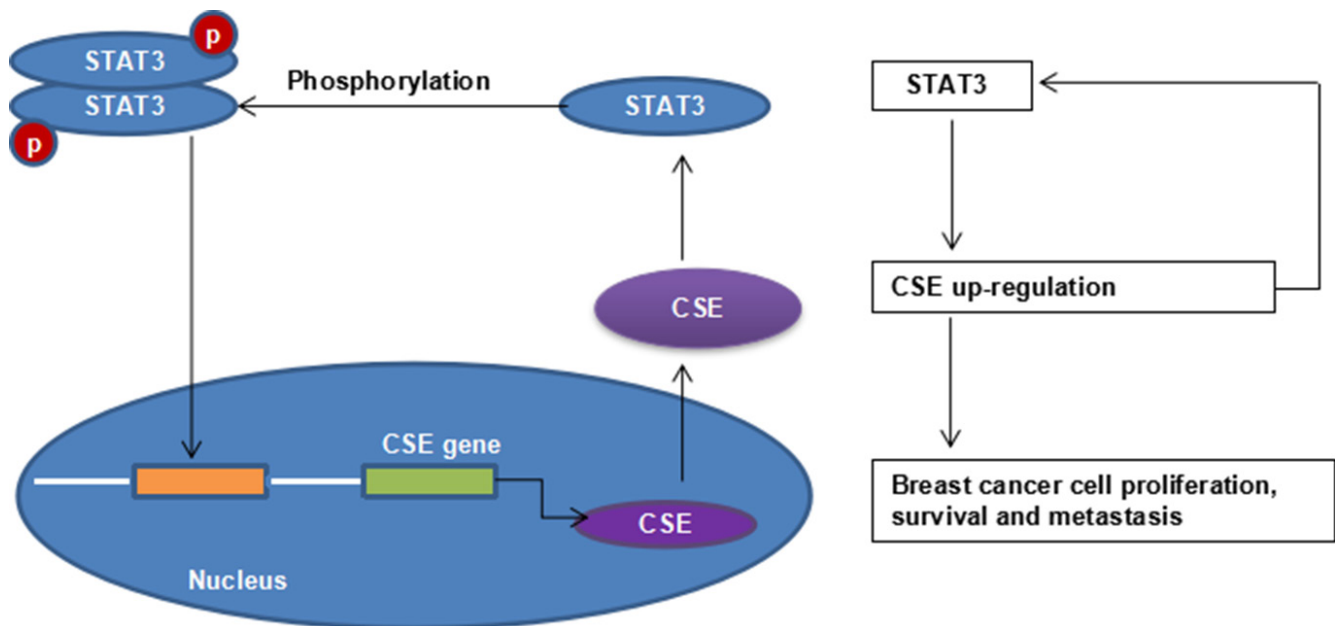 p
STAT3
STAT3
p
Phosphorylation
STAT3
CSE
CSE gene
CSE
Nucleus
STAT3
CSE up-regulation
Breast cancer cell proliferation,
survival and metastasis